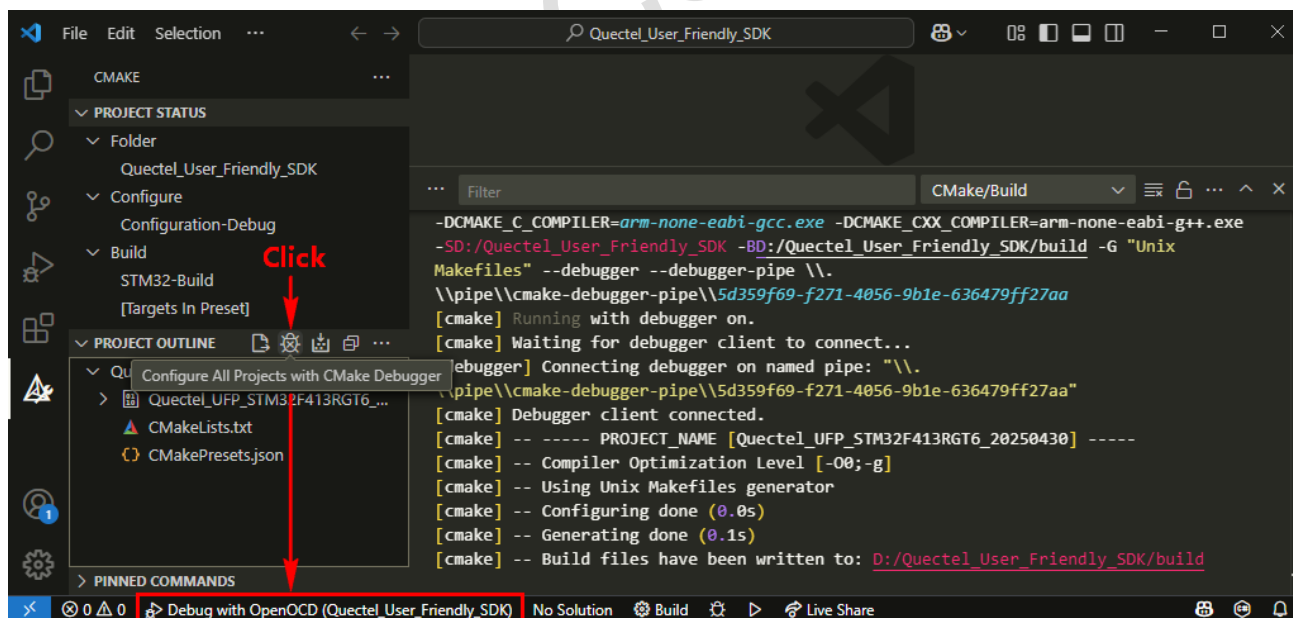 File Edit Selection ··· Quectel_User_Friendly_SDK
CMAKE ···
PROJECT STATUS
Folder
Quectel_User_Friendly_SDK
Configure
Configuration-Debug
Build
Click
STM32-Build
[Targets In Preset]
PROJECT OUTLINE ···
Configure All Projects with CMake Debugger
Quectel_UFP_STM32F413RGT6_...
CMakeLists.txt
CMakePresets.json
1
PINNED COMMANDS
··· Filter CMake/Build ···
-DCMAKE_C_COMPILER=arm-none-eabi-gcc.exe -DCMAKE_CXX_COMPILER=arm-none-eabi-g++.exe
-SD:/Quectel_User_Friendly_SDK -BD:/Quectel_User_Friendly_SDK/build -G "Unix
Makefiles" --debugger --debugger-pipe \\.
\\pipe\\cmake-debugger-pipe\\5d359f69-f271-4056-9b1e-636479ff27aa
[cmake] Running with debugger on.
[cmake] Waiting for debugger client to connect...
ebugger] Connecting debugger on named pipe: "\\.
\\pipe\\cmake-debugger-pipe\\5d359f69-f271-4056-9b1e-636479ff27aa"
[cmake] Debugger client connected.
[cmake] -- ----- PROJECT_NAME [Quectel_UFP_STM32F413RGT6_20250430] -----
[cmake] -- Compiler Optimization Level [-O0;-g]
[cmake] -- Using Unix Makefiles generator
[cmake] -- Configuring done (0.0s)
[cmake] -- Generating done (0.1s)
[cmake] -- Build files have been written to: D:/Quectel_User_Friendly_SDK/build
0 0 Debug with OpenOCD (Quectel_User_Friendly_SDK) No Solution Build Live Share